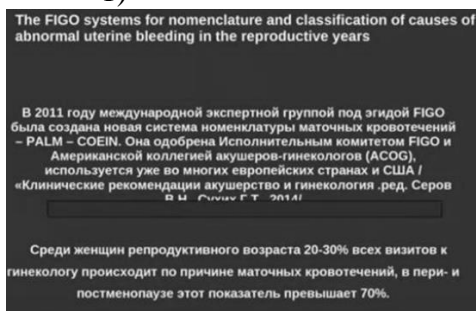 The FIGO systems for nomenclature and classification of causes of
abnormal uterine bleeding in the reproductive years
В 2011 году международной экспертной группой под эгидой FIGO
была создана новая система номенклатуры маточных кровотечений
– PALM – COEIN. Она одобрена Исполнительным комитетом FIGO и
Американской коллегией акушеров-гинекологов (ACOG),
используется уже во многих европейских странах и США /
«Клинические рекомендации акушерство и гинекология .ред. Серов
В.Н., Сухих Г.Т., 2014/
Среди женщин репродуктивного возраста 20-30% всех визитов к
гинекологу происходит по причине маточных кровотечений, в пери- и
постменопаузе этот показатель превышает 70%.